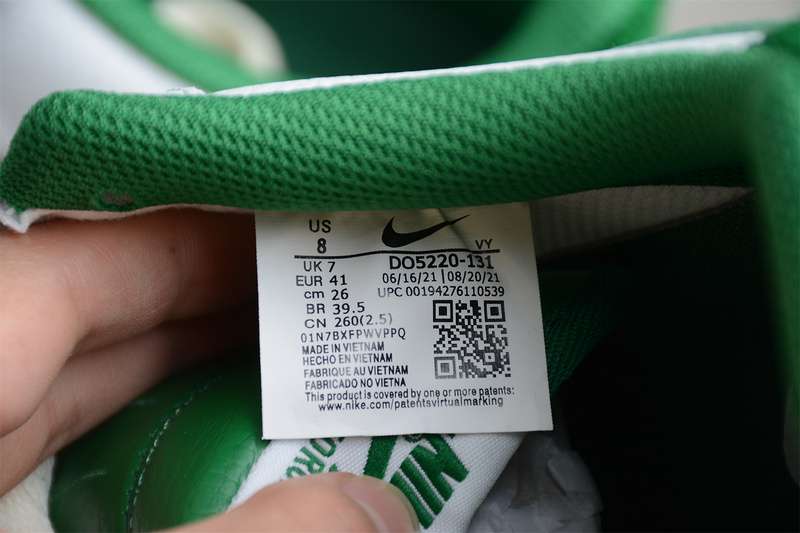 US
8
VY
UK 7
DO5220-131
EUR 41
06/16/21 | 08/20/21
cm 26
UPC 00194276110539
BR 39.5
CN 260(2.5)
01N7BXFPWVPPQ
MADE IN VIETNAM
HECHO EN VIETNAM
FABRIQUE AU VIETNAM
FABRICADO NO VIETNA
This product is covered by one or more patents:
www.nike.com/patentsvirtualmarking
NIK